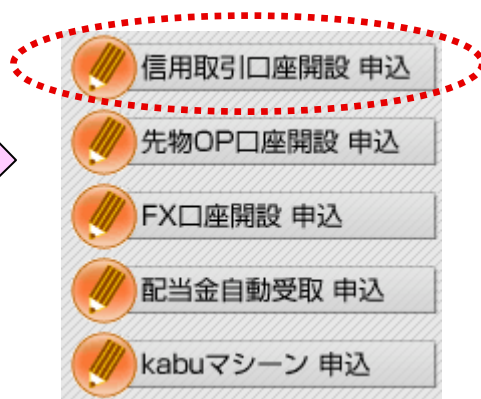 信用取引口座開設 申込
先物OP口座開設 申込
FX口座開設 申込
配当金自動受取 申込
kabuマシーン 申込